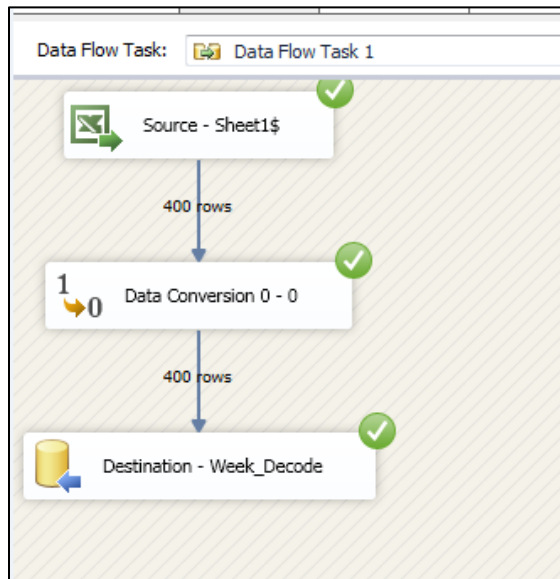 Data Flow Task: Data Flow Task 1
Source - Sheet1$
400 rows
1
0
Data Conversion 0 - 0
400 rows
Destination - Week_Decode